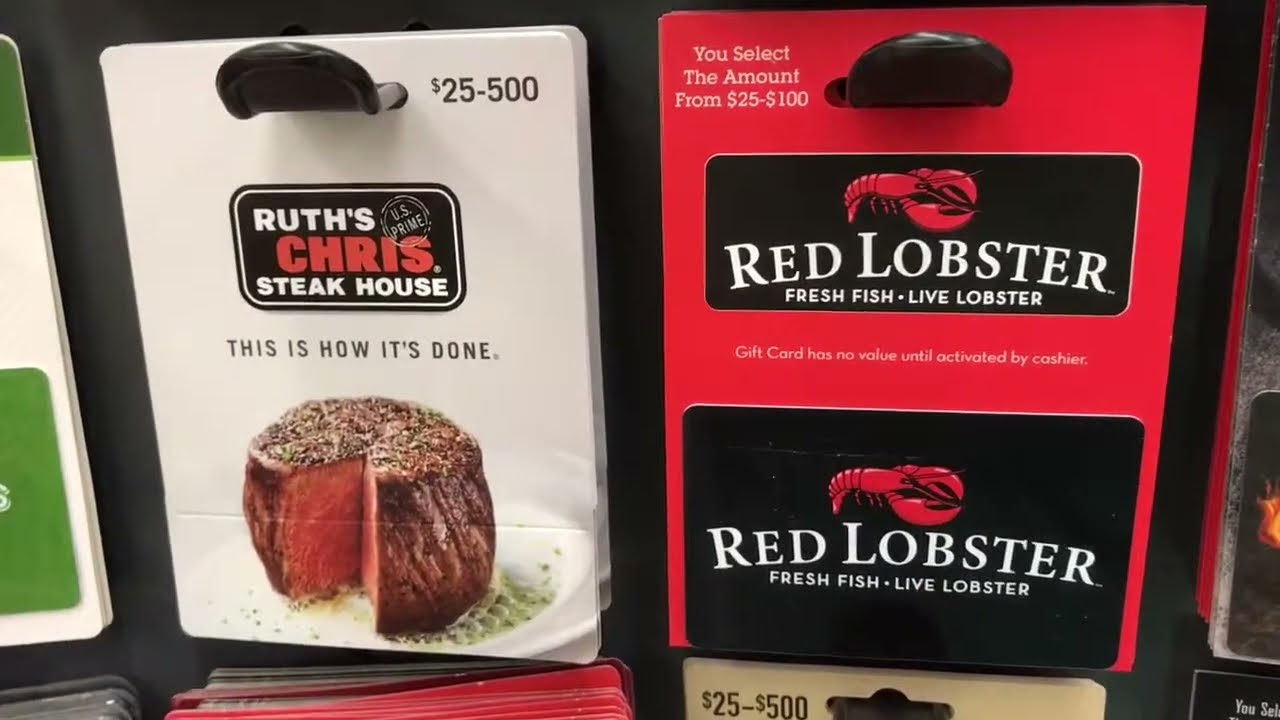 $25-500
RUTH'S
U.S.
PRIME
CHRIS®
STEAK HOUSE
THIS IS HOW IT'S DONE®
You Select
The Amount
From $25-$100
RED LOBSTER™
FRESH FISH • LIVE LOBSTER
Gift Card has no value until activated by cashier.
RED LOBSTER™
FRESH FISH • LIVE LOBSTER
$25-$500